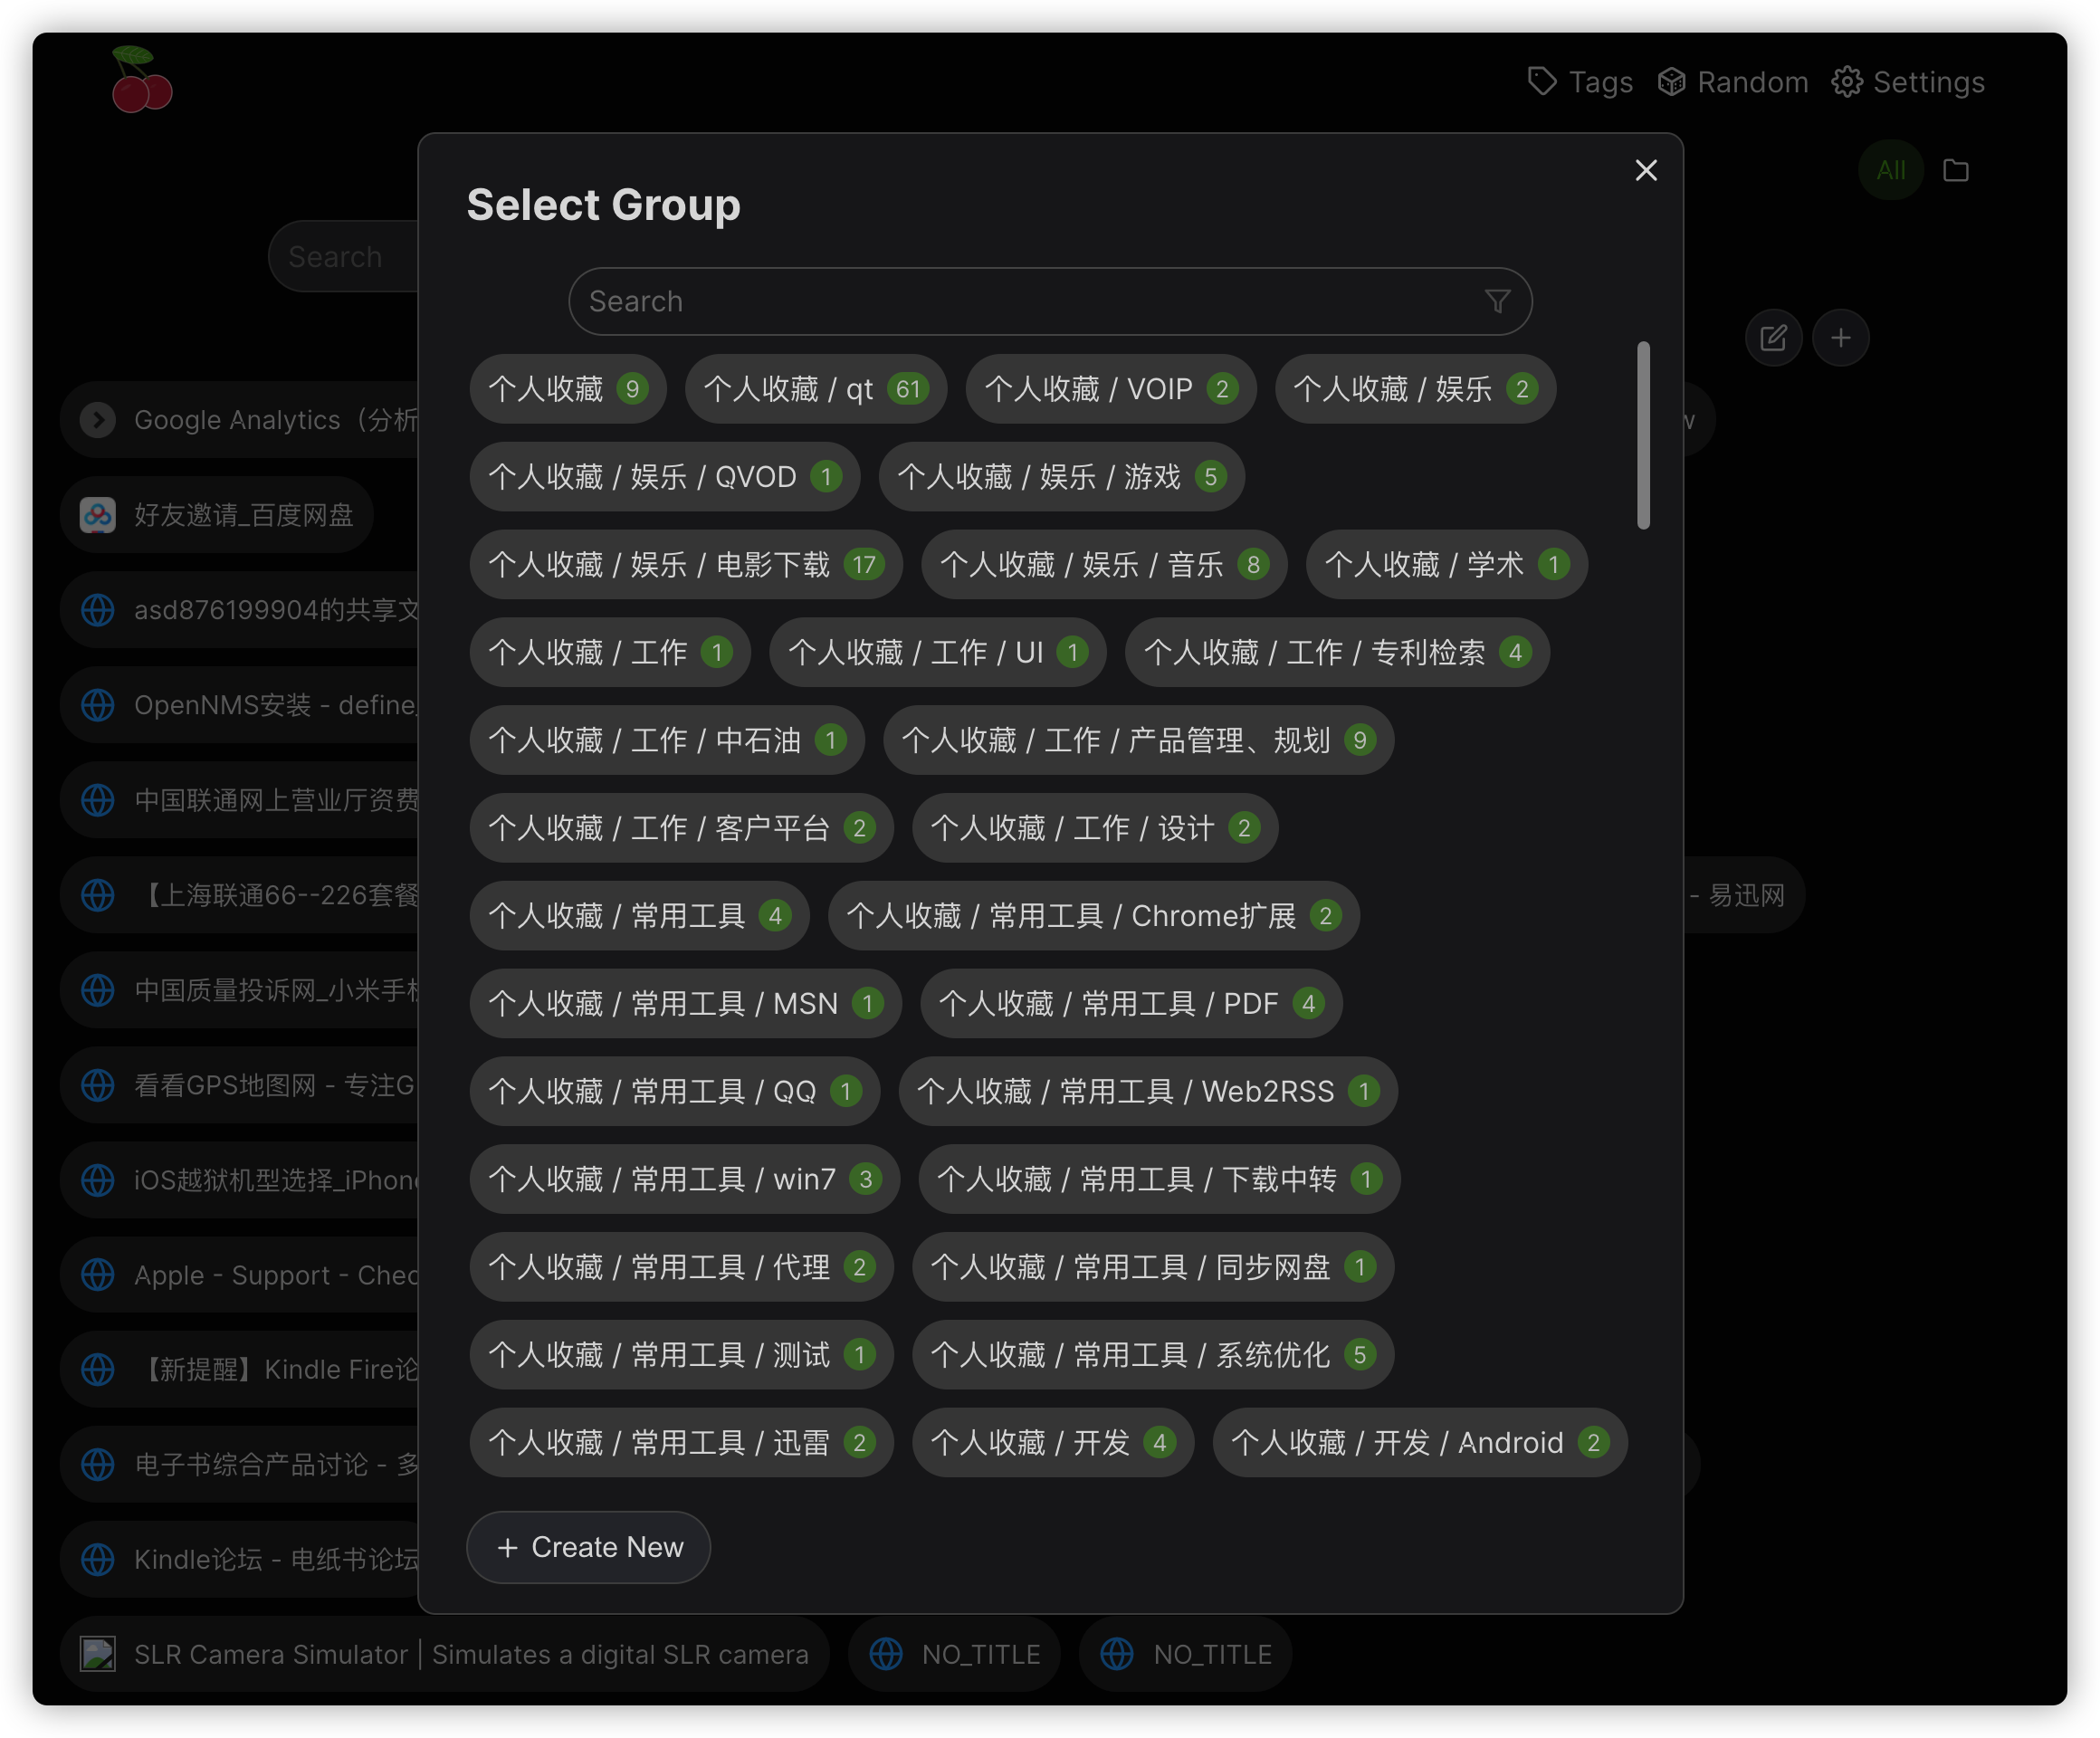 Tags Random Settings
All
Select Group
Search
Search
个人收藏 9 个人收藏 / qt 61 个人收藏 / VOIP 2 个人收藏 / 娱乐 2
Google Analytics（分析
个人收藏 / 娱乐 / QVOD 1 个人收藏 / 娱乐 / 游戏 5
好友邀请_百度网盘
个人收藏 / 娱乐 / 电影下载 17 个人收藏 / 娱乐 / 音乐 8 个人收藏 / 学术 1
asd876199904的共享文
个人收藏 / 工作 1 个人收藏 / 工作 / UI 1 个人收藏 / 工作 / 专利检索 4
OpenNMS安装 - define_
个人收藏 / 工作 / 中石油 1 个人收藏 / 工作 / 产品管理、规划 9
中国联通网上营业厅资费
个人收藏 / 工作 / 客户平台 2 个人收藏 / 工作 / 设计 2
【上海联通66--226套餐
- 易迅网
个人收藏 / 常用工具 4 个人收藏 / 常用工具 / Chrome扩展 2
中国质量投诉网_小米手机
个人收藏 / 常用工具 / MSN 1 个人收藏 / 常用工具 / PDF 4
看看GPS地图网 - 专注G
个人收藏 / 常用工具 / QQ 1 个人收藏 / 常用工具 / Web2RSS 1
iOS越狱机型选择_iPhone
个人收藏 / 常用工具 / win7 3 个人收藏 / 常用工具 / 下载中转 1
Apple - Support - Chec
个人收藏 / 常用工具 / 代理 2 个人收藏 / 常用工具 / 同步网盘 1
【新提醒】Kindle Fire论
个人收藏 / 常用工具 / 测试 1 个人收藏 / 常用工具 / 系统优化 5
电子书综合产品讨论 - 多
个人收藏 / 常用工具 / 迅雷 2 个人收藏 / 开发 4 个人收藏 / 开发 / Android 2
Kindle论坛 - 电纸书论坛
+ Create New
SLR Camera Simulator | Simulates a digital SLR camera NO_TITLE NO_TITLE